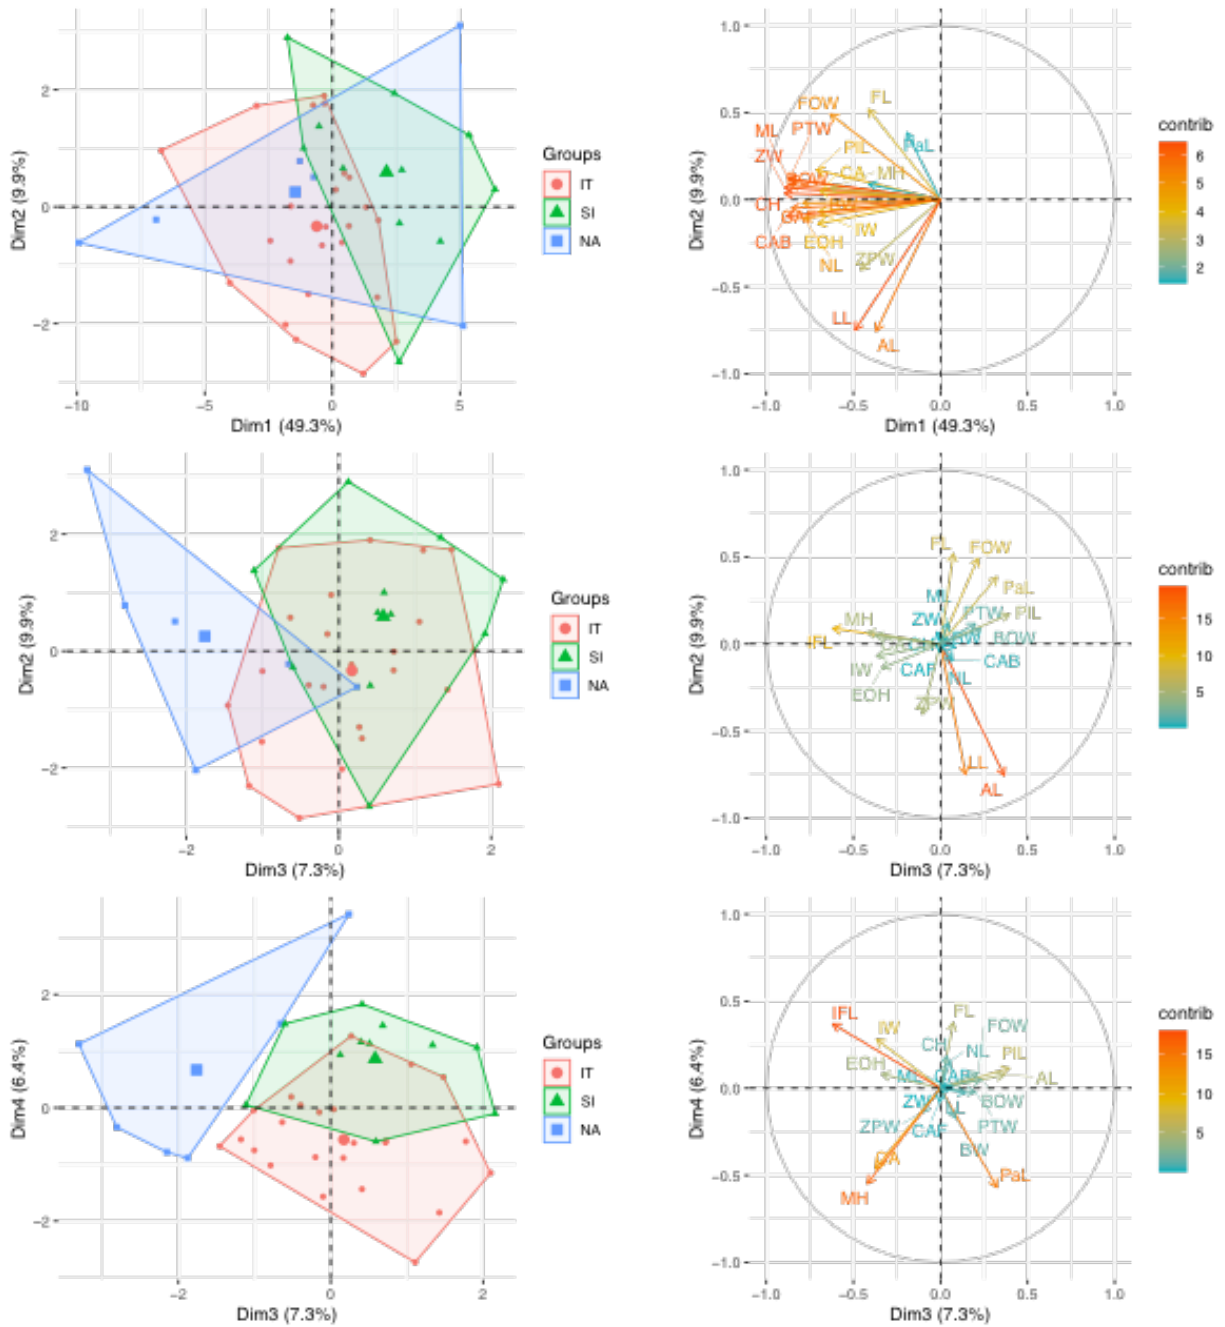 Dim2 (9.9%)
2
0
−2
−10
−5
0
5
Dim1 (49.3%)
Groups
IT
SI
NA
Dim2 (9.9%)
1.0
0.5
0.0
−0.5
−1.0
−1.0
−0.5
0.0
0.5
1.0
Dim1 (49.3%)
FOW
FL
ML
PTW
PaL
ZW
PIL
CA
MH
CH
CAB
EOH
IW
NL
ZPW
LL
AL
contrib
6
5
4
3
2
Dim2 (9.9%)
2
0
−2
−2
0
2
Dim3 (7.3%)
Groups
IT
SI
NA
Dim2 (9.9%)
1.0
0.5
0.0
−0.5
−1.0
−1.0
−0.5
0.0
0.5
1.0
Dim3 (7.3%)
FL
FOW
PaL
ML
MH
ZW
PTW
PIL
IFL
BOW
IW
CAF
CAB
NL
EOH
ZPW
LL
AL
contrib
15
10
5
Dim4 (6.4%)
2
0
−2
−2
0
2
Dim3 (7.3%)
Groups
IT
SI
NA
Dim4 (6.4%)
1.0
0.5
0.0
−0.5
−1.0
−1.0
−0.5
0.0
0.5
1.0
Dim3 (7.3%)
IFL
IW
FL
FOW
CH
NL
PIL
EOH
ML
CAB
AL
ZW
LL
BOW
ZPW
CAF
PTW
BW
CA
PaL
MH
contrib
15
10
5